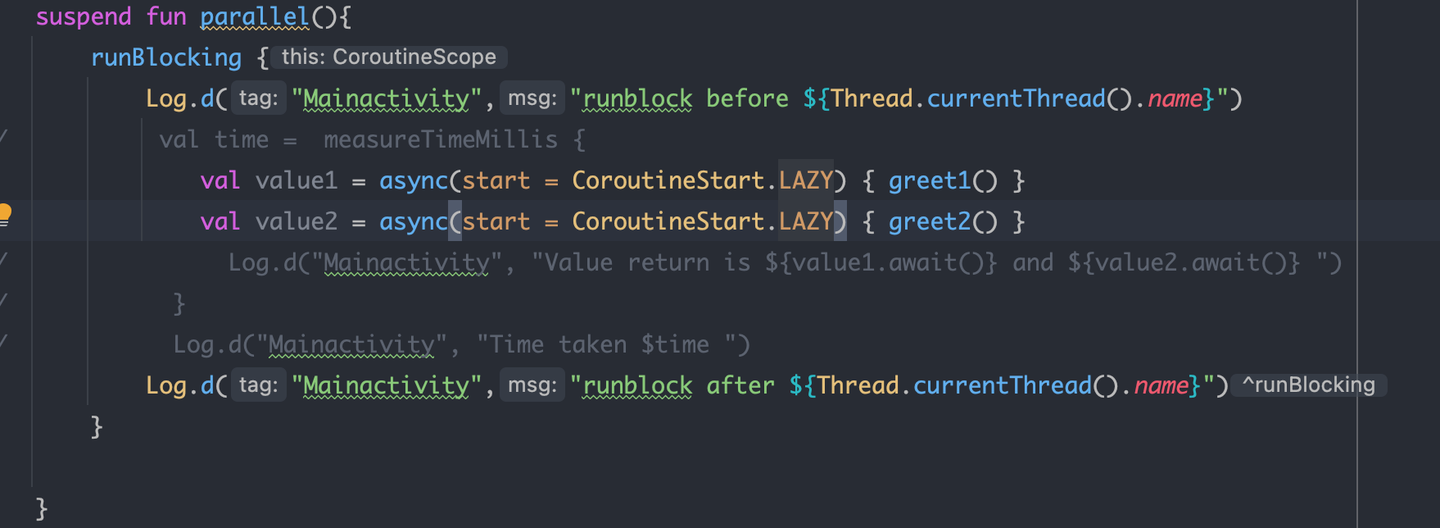 suspend fun parallel(){
runBlocking { this: CoroutineScope
Log.d( tag: "Mainactivity", msg: "runblock before ${Thread.currentThread().name}")
val time =  measureTimeMillis {
val value1 = async(start = CoroutineStart.LAZY) { greet1() }
val value2 = async(start = CoroutineStart.LAZY) { greet2() }
Log.d("Mainactivity", "Value return is ${value1.await()} and ${value2.await()} ")
}
Log.d("Mainactivity", "Time taken $time ")
Log.d( tag: "Mainactivity", msg: "runblock after ${Thread.currentThread().name}") ^runBlocking
}
}